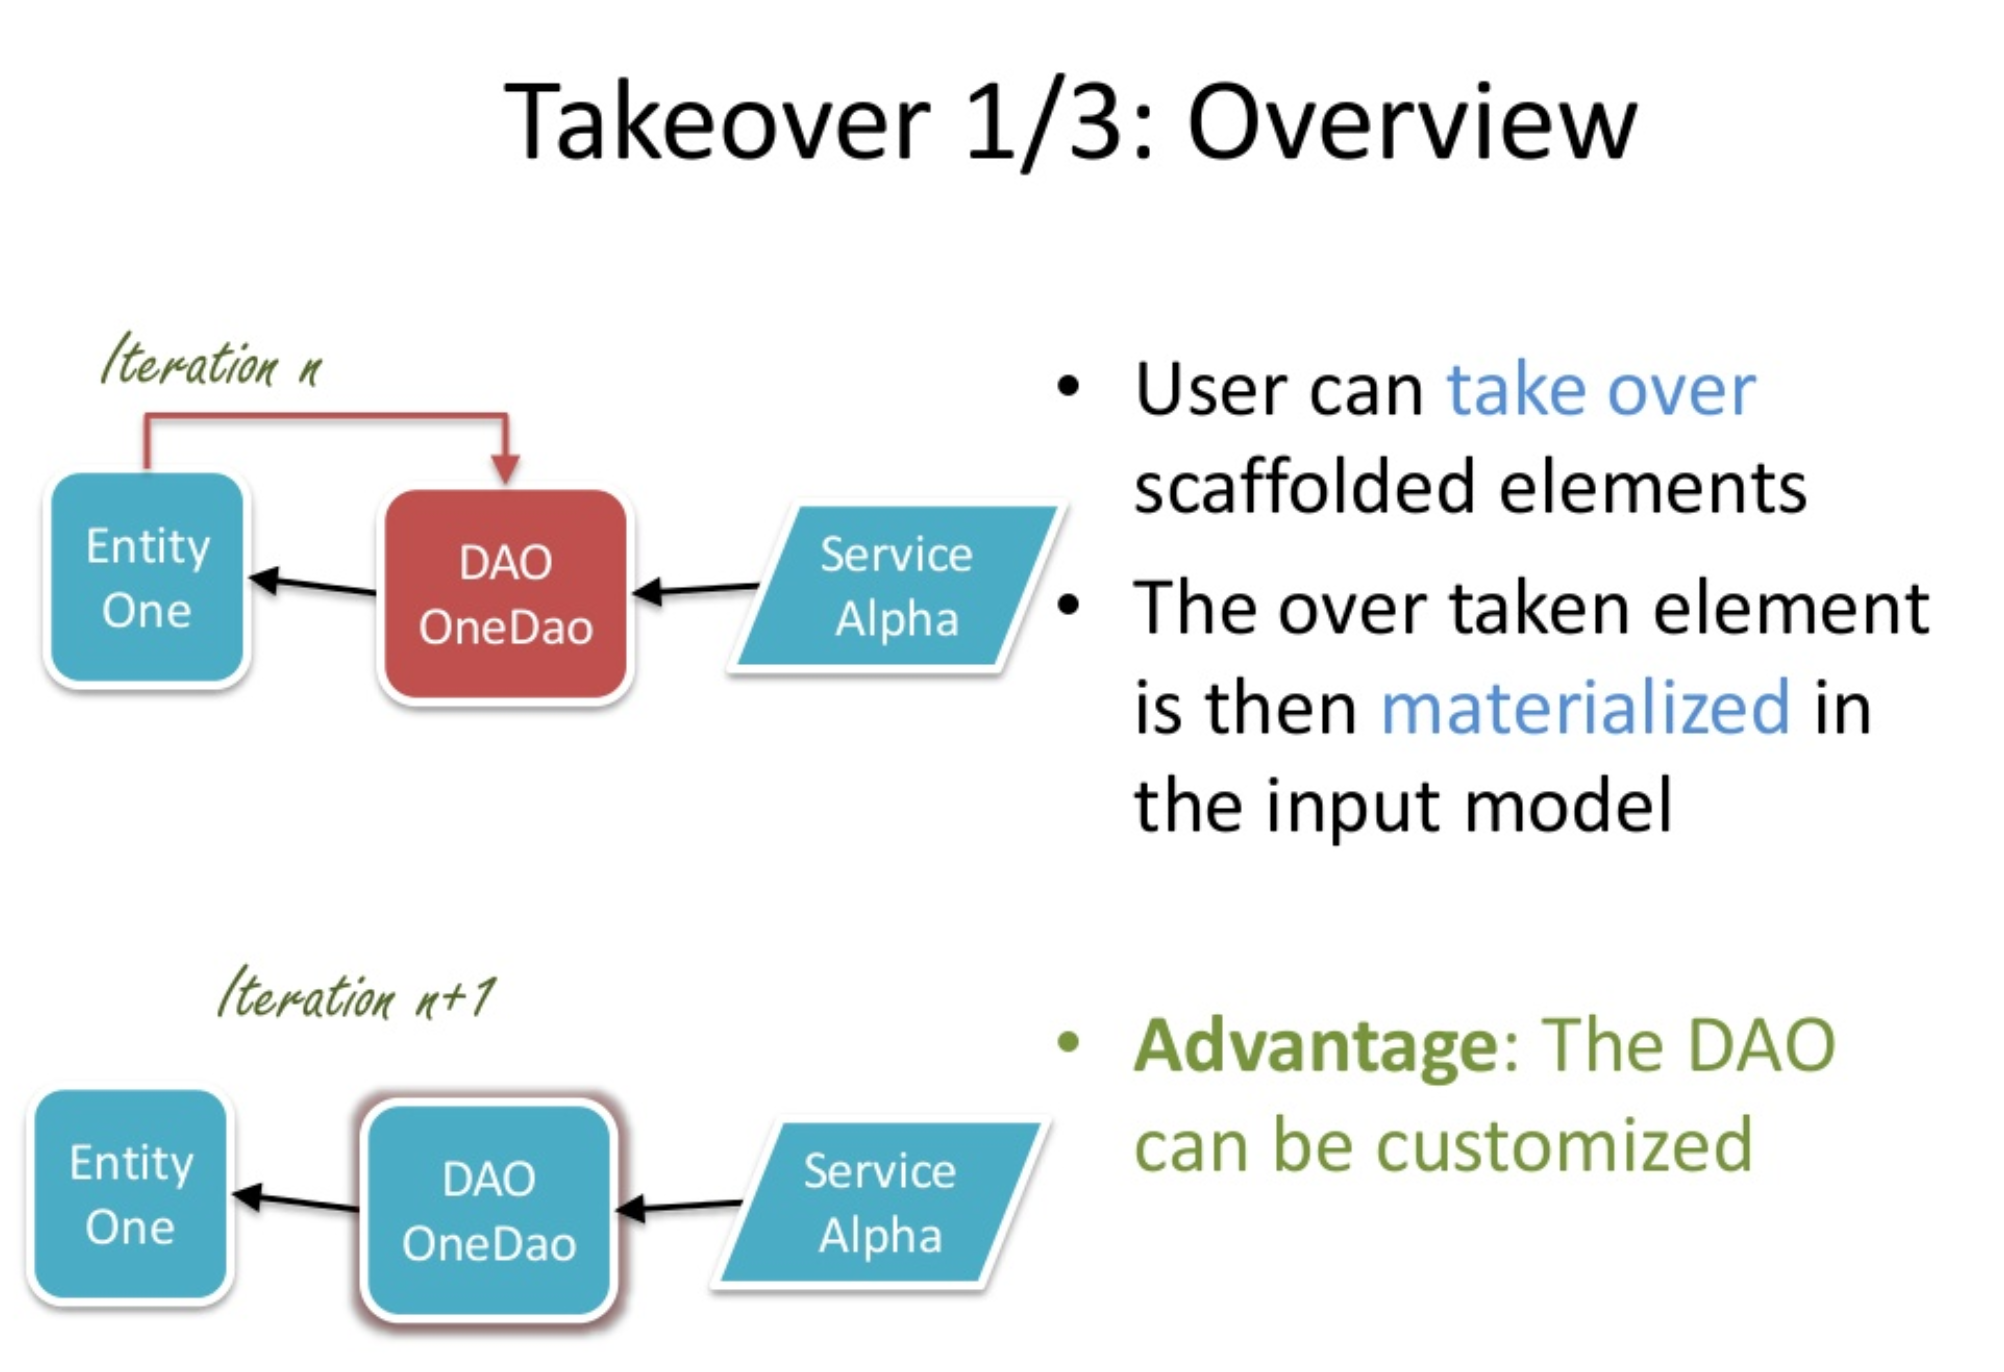 Takeover 1/3: Overview
Iteration n
Entity
One
DAO
OneDao
Service
Alpha
• User can take over
scaffolded elements
• The over taken element
is then materialized in
the input model
Iteration n+1
Entity
One
DAO
OneDao
Service
Alpha
• Advantage: The DAO
can be customized